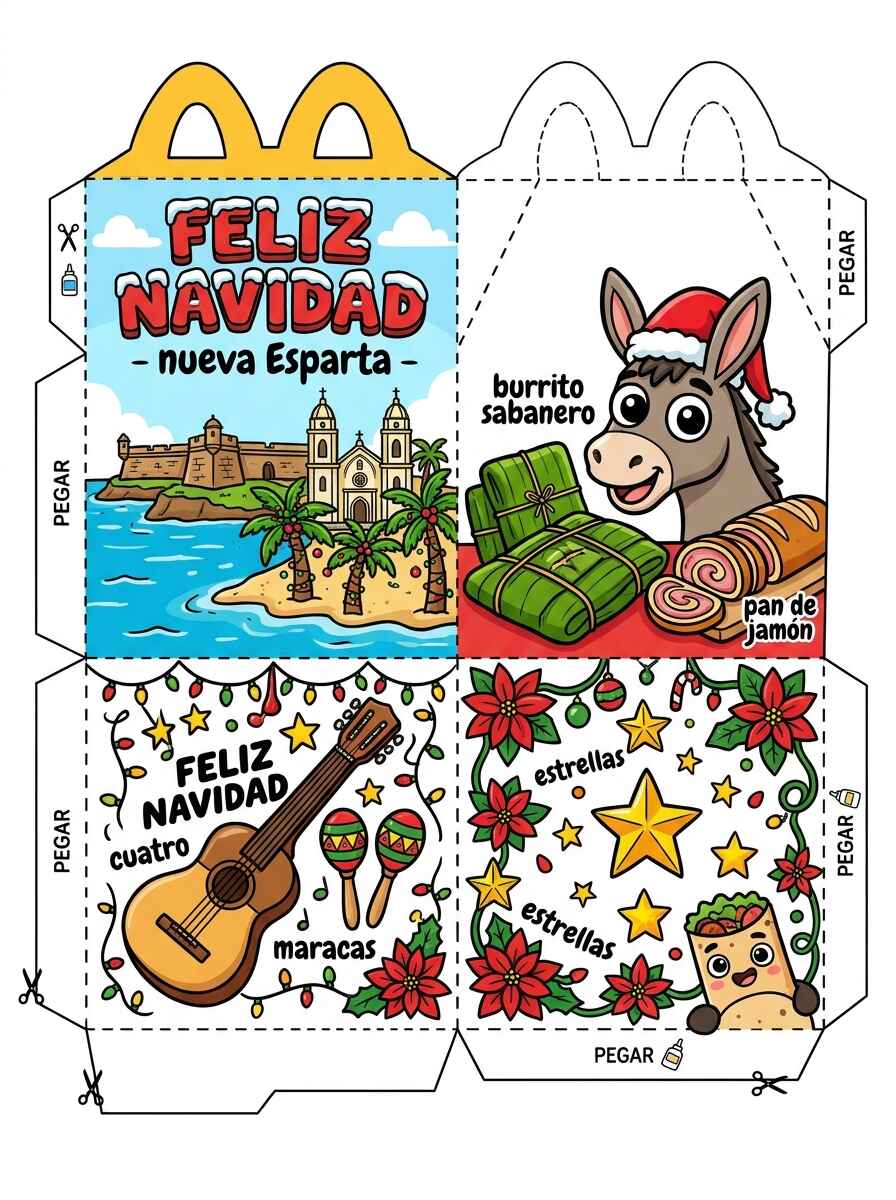 FELIZ
NAVIDAD
- nueva Esparta -
PEGAR
PEGAR
burrito
sabanero
pan de
jamón
PEGAR
FELIZ
NAVIDAD
cuatro
maracas
estrellas
estrellas
PEGAR
PEGAR